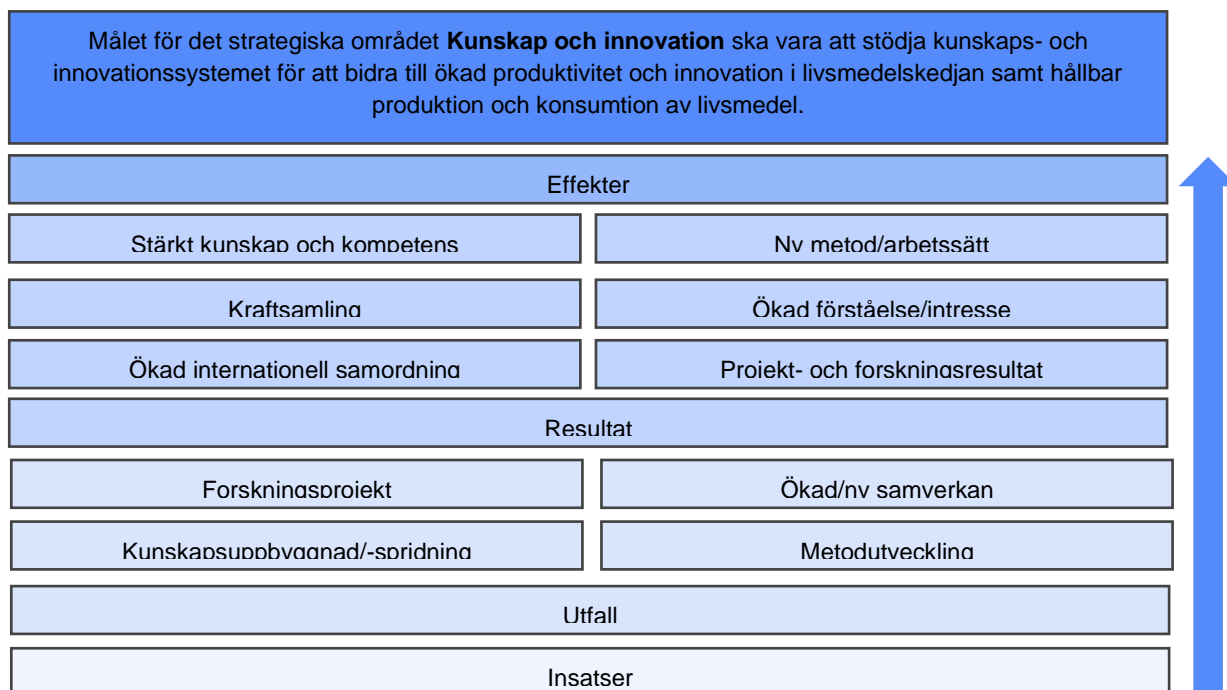 Målet för det strategiska området Kunskap och innovation ska vara att stödja kunskaps- och
innovationssystemet för att bidra till ökad produktivitet och innovation i livsmedelskedjan samt hållbar
produktion och konsumtion av livsmedel.
Effekter
Stärkt kunskap och kompetens
Ny metod/arbetssätt
Kraftsamling
Ökad förståelse/intresse
Ökad internationell samordning
Projekt- och forskningsresultat
Resultat
Forskningsprojekt
Ökad/ny samverkan
Kunskapsuppbyggnad/-spridning
Metodutveckling
Utfall
Insatser